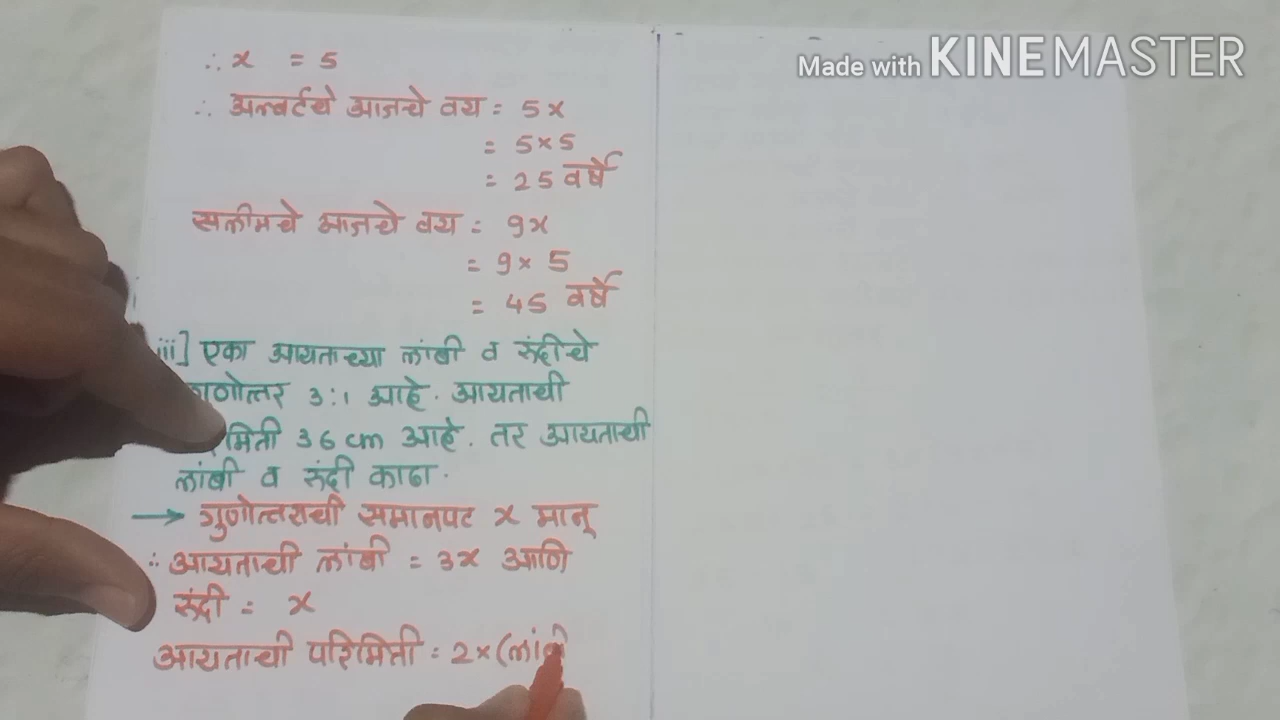 ∴ x = 5
∴ अल्बर्टचे आजचे वय = 5x
= 5×5
= 25 वर्षे
सलीमचे आजचे वय = 9x
= 9× 5
= 45 वर्षे
iii] एका आयताच्या लांबी व रुंदीचे
णोत्तर 3:1 आहे. आयताची
मिती 36 cm आहे. तर आयताची
लांबी व रुंदी काढा.
→ गुणोत्तराची समानपट x मानू
∴ आयताची लांबी = 3x आणि
रुंदी = x
आयताची परिमिती = 2×(लांबी
Made with KINEMASTER